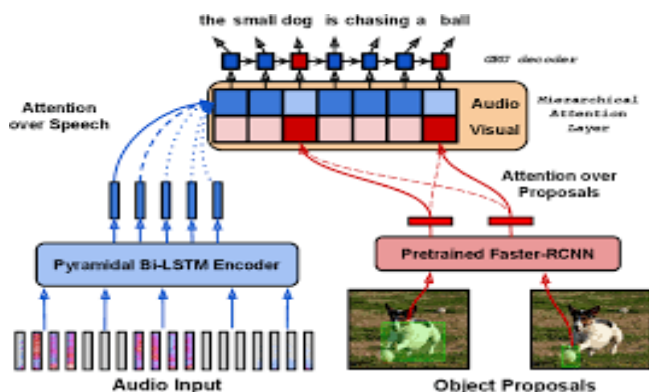 the small dog is chasing a ball
GRU decoder
Attention over Speech
Audio
Visual
Hierarchical Attention Layer
Attention over Proposals
Pyramidal Bi-LSTM Encoder
Pretrained Faster-RCNN
Audio Input
Object Proposals